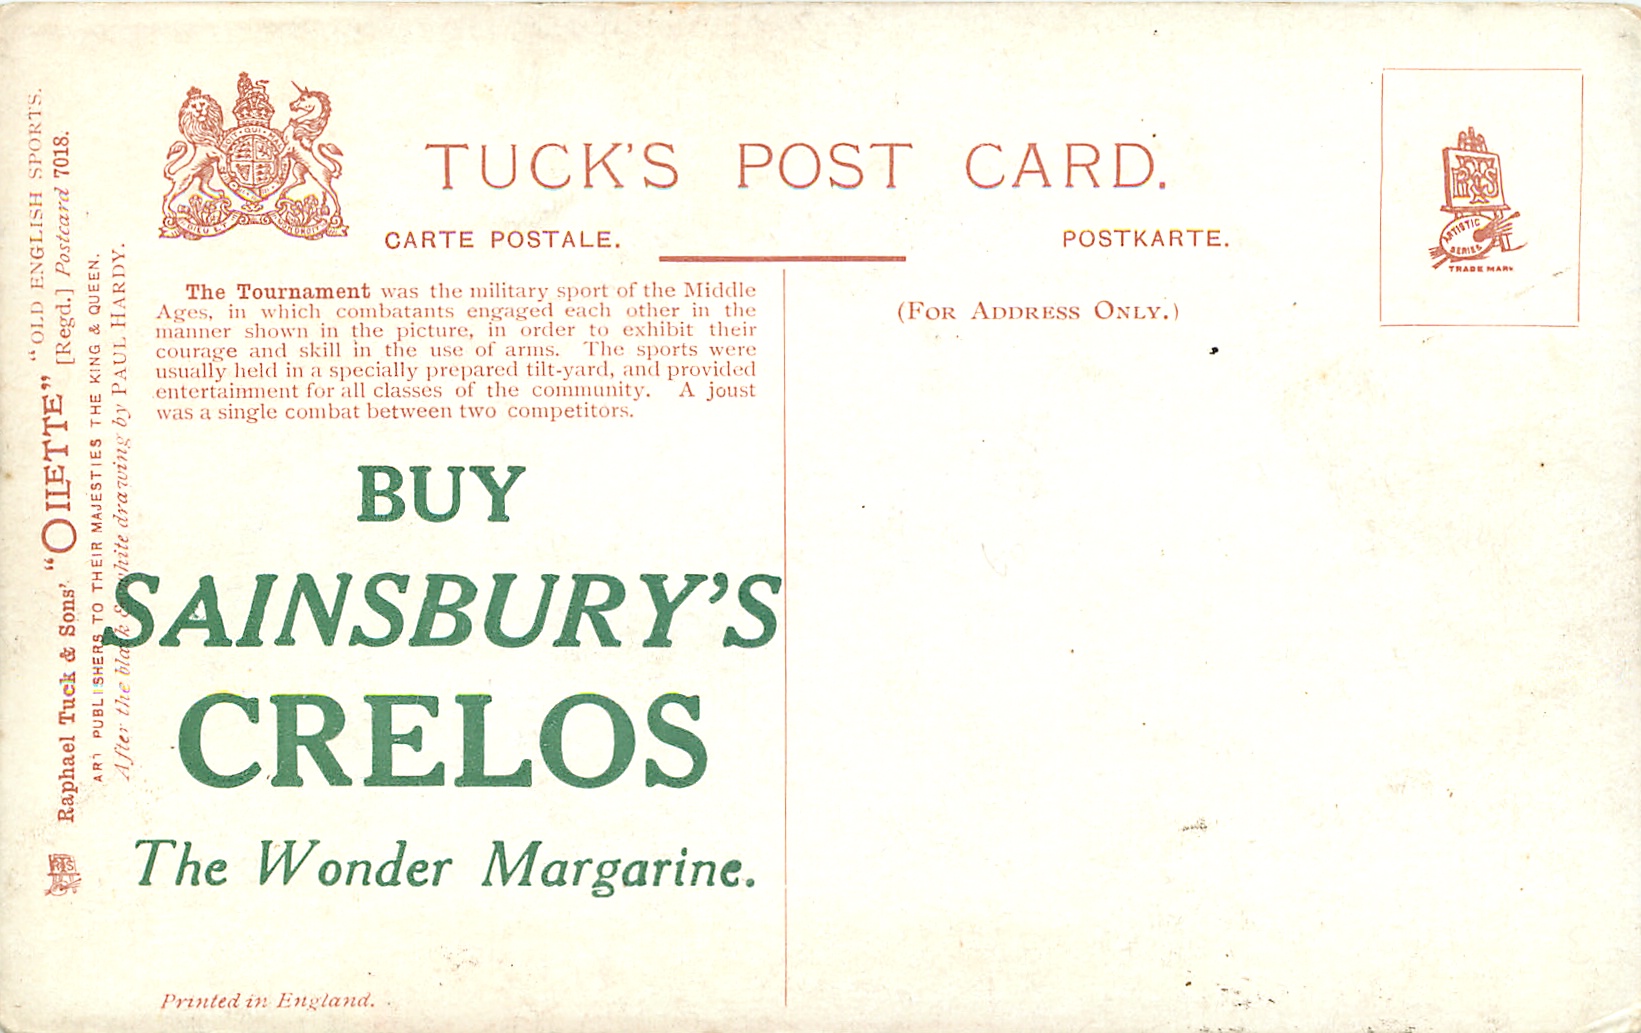 TUCK'S POST CARD.
CARTE POSTALE.
POSTKARTE.
(For Address Only.)
RTS
ARTISTIC
SERIES
TRADE MARK
The Tournament was the military sport of the Middle
Ages, in which combatants engaged each other in the
manner shown in the picture, in order to exhibit their
courage and skill in the use of arms. The sports were
usually held in a specially prepared tilt-yard, and provided
entertainment for all classes of the community. A joust
was a single combat between two competitors.
BUY
SAINSBURY'S
CRELOS
The Wonder Margarine.
Printed in England.
"OLD ENGLISH SPORTS.
Raphael Tuck & Sons' "OILETTE" [Regd.] Postcard 7018.
ART PUBLISHERS TO THEIR MAJESTIES THE KING & QUEEN.
After the black & white drawing by PAUL HARDY.
RTS